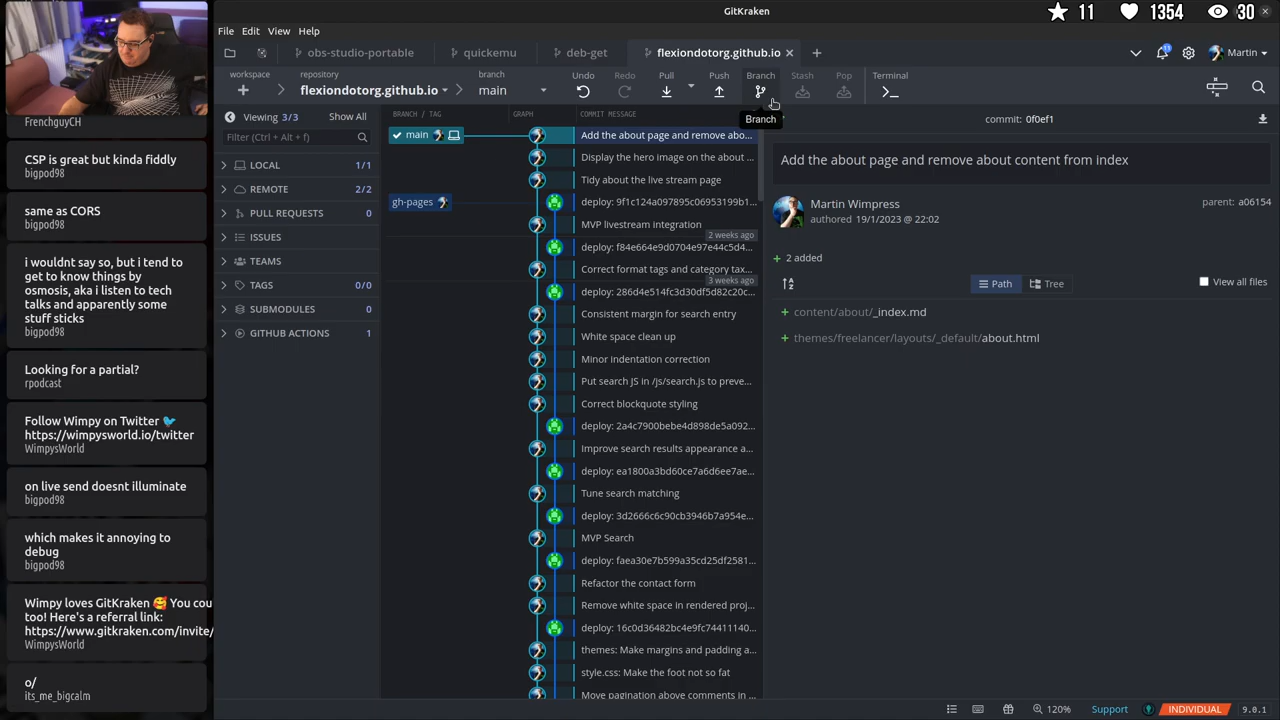 GitKraken
11
1354
30
File
Edit
View
Help
obs-studio-portable
quickemu
deb-get
flexiondotorg.github.io
11
Martin
workspace
repository
flexiondotorg.github.io
branch
main
Undo
Redo
Pull
Push
Branch
Stash
Pop
Terminal
Branch
Viewing 3/3
Show All
Filter (Ctrl + Alt + f)
LOCAL
1/1
REMOTE
2/2
PULL REQUESTS
0
ISSUES
TEAMS
TAGS
0/0
SUBMODULES
0
GITHUB ACTIONS
1
BRANCH / TAG
GRAPH
COMMIT MESSAGE
main
Add the about page and remove abo...
Display the hero image on the about ...
Tidy about the live stream page
gh-pages
deploy: 9f1c124a097895c06953199b1...
MVP livestream integration
2 weeks ago
deploy: f84e664e9d0704e97e44c5d4...
Correct format tags and category tax...
3 weeks ago
deploy: 286d4e514fc3d30df5d82c20c...
Consistent margin for search entry
White space clean up
Minor indentation correction
Put search JS in /js/search.js to preve...
Correct blockquote styling
deploy: 2a4c7900bebe4d898de5a092...
Improve search results appearance a...
deploy: ea1800a3bd60ce7a6d6ee7ae...
Tune search matching
deploy: 3d2666c6c90cb3946b7a954e...
MVP Search
deploy: faea30e7b599a35cd25df2581...
Refactor the contact form
Remove white space in rendered proj...
deploy: 16c0d36482bc4e9fc74411140...
themes: Make margins and padding a...
style.css: Make the foot not so fat
Move pagination above comments in ...
commit: 0f0ef1
Add the about page and remove about content from index
Martin Wimpress
authored 19/1/2023 @ 22:02
parent: a06154
2 added
Path
Tree
View all files
content/about/_index.md
themes/freelancer/layouts/_default/about.html
120%
Support
INDIVIDUAL
9.0.1
FrenchguyCH
CSP is great but kinda fiddly
bigpod98
same as CORS
bigpod98
i wouldnt say so, but i tend to
get to know things by
osmosis, aka i listen to tech
talks and apparently some
stuff sticks
bigpod98
Looking for a partial?
rpodcast
Follow Wimpy on Twitter 🐦
https://wimpysworld.io/twitter
WimpysWorld
on live send doesnt illuminate
bigpod98
which makes it annoying to
debug
bigpod98
Wimpy loves GitKraken 🥰 You cou
too! Here's a referral link:
https://www.gitkraken.com/invite/
WimpysWorld
o/
its_me_bigcalm